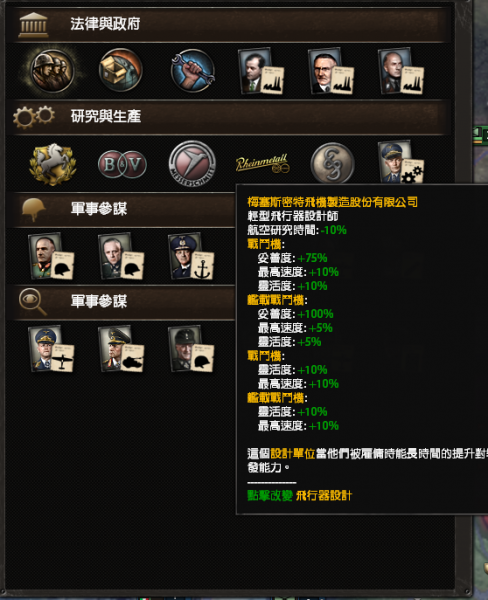 法律與政府
研究與生產
B V
MESSERSCHMITT
Rheinmetall
軍事參謀
軍事參謀
梅塞斯密特飛機製造股份有限公司
輕型飛行器設計師
航空研究時間:-10%
戰鬥機:
妥善度:+75%
最高速度:+10%
靈活度:+10%
艦載戰鬥機:
妥善度:+100%
最高速度:+5%
靈活度:+5%
戰鬥機:
靈活度:+10%
最高速度:+10%
艦載戰鬥機:
靈活度:+10%
最高速度:+10%
這個設計單位當他們被雇傭時能長時間的提升對
發能力。
--------------
點擊改變 飛行器設計